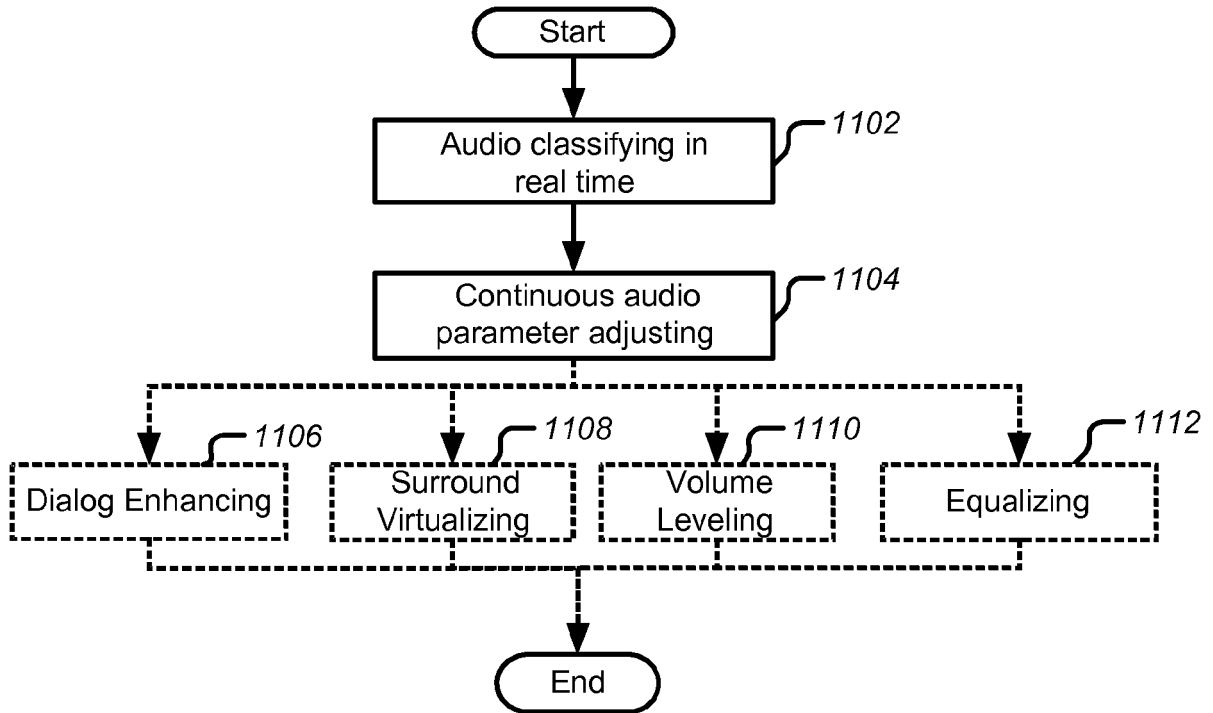 Start
1102
Audio classifying in
real time
1104
Continuous audio
parameter adjusting
1106
1108
1110
1112
Dialog Enhancing
Surround
Virtualizing
Volume
Leveling
Equalizing
End